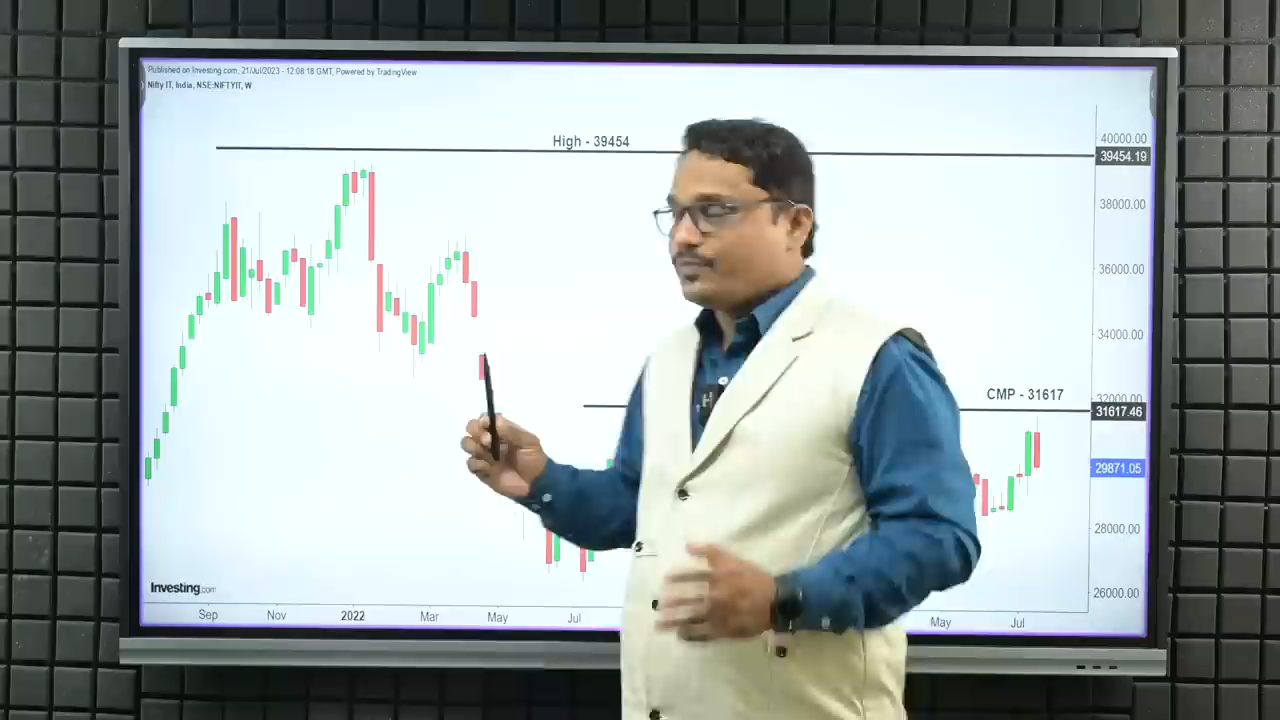 Published on Investing.com, 21/Jul/2023 - 12:08:18 GMT, Powered by TradingView
Nifty IT, India, NSE:NIFTYIT, W
High - 39454
40000.00
39454.19
38000.00
36000.00
34000.00
CMP - 31617
32000.00
31617.46
29871.05
28000.00
26000.00
Investing.com
Sep Nov 2022 Mar May Jul May Jul